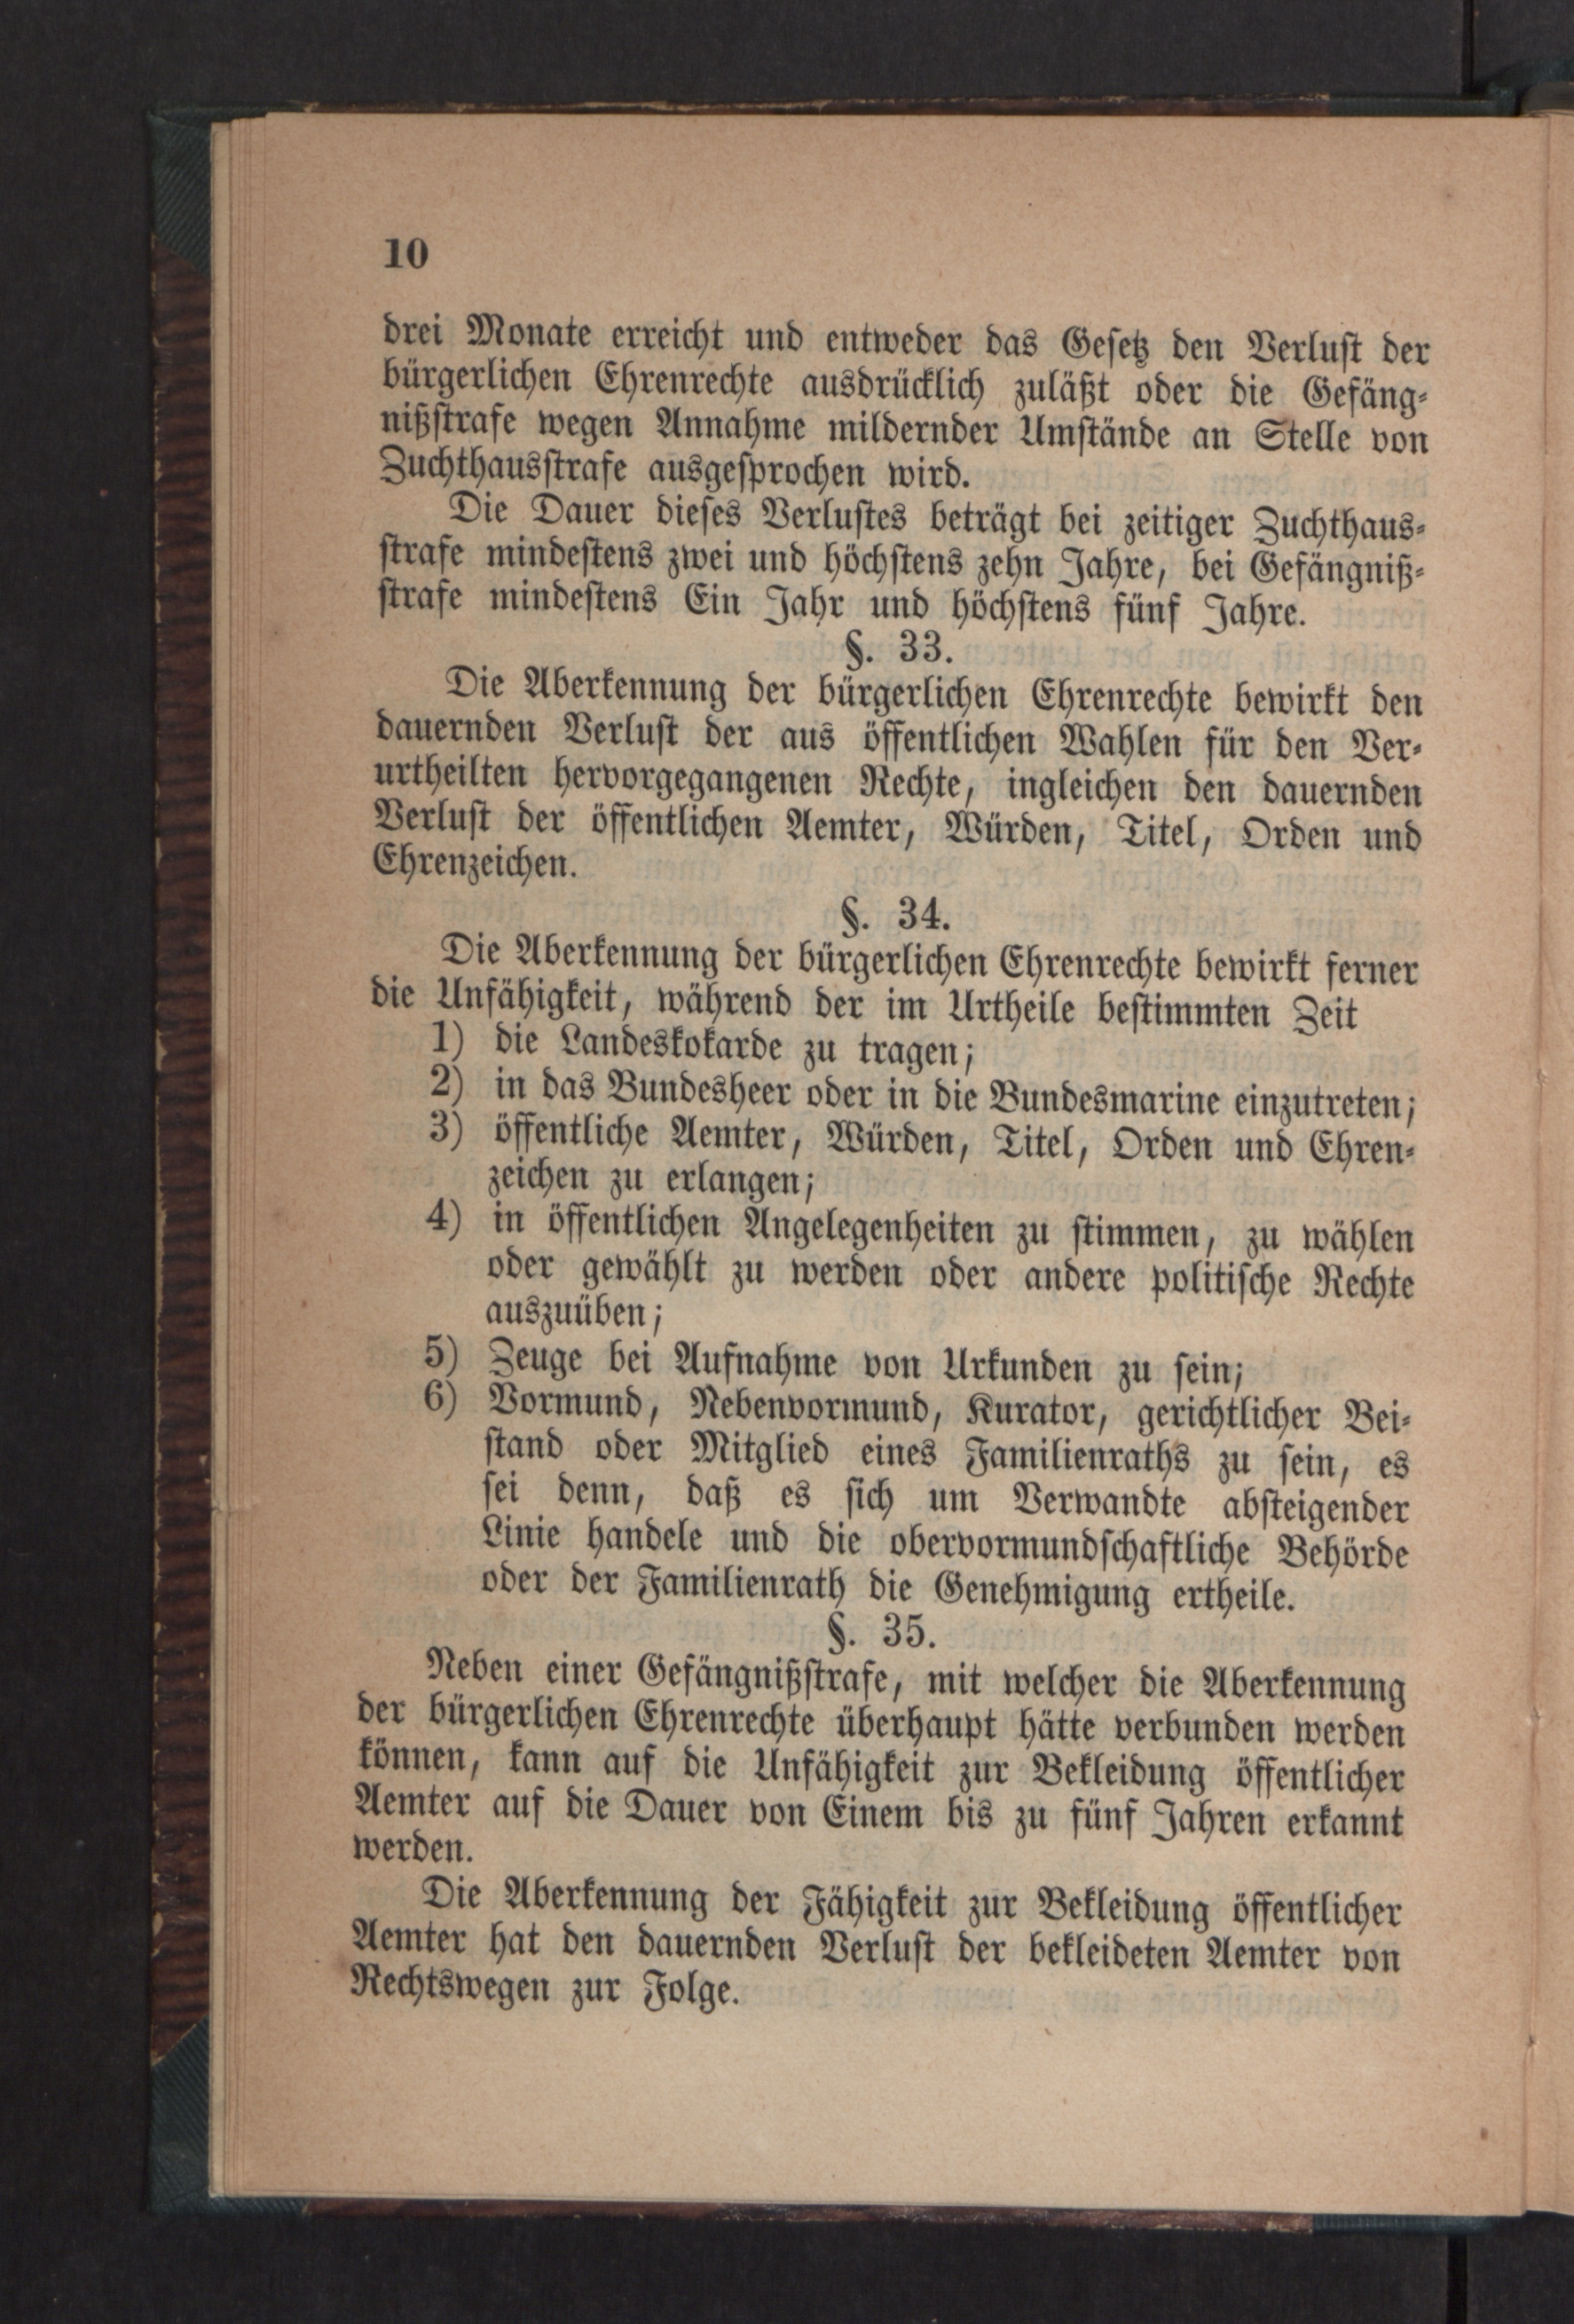 10
drei Monate erreicht und entweder das Gesetz den Verlust der
bürgerlichen Ehrenrechte ausdrücklich zuläßt oder die Gefäng-
nißstrafe wegen Annahme mildernder Umstände an Stelle von
Zuchthausstrafe ausgesprochen wird.
Die Dauer dieses Verlustes beträgt bei zeitiger Zuchthaus-
strafe mindestens zwei und höchstens zehn Jahre, bei Gefängniß-
strafe mindestens Ein Jahr und höchstens fünf Jahre.
§. 33.
Die Aberkennung der bürgerlichen Ehrenrechte bewirkt den
dauernden Verlust der aus öffentlichen Wahlen für den Ver-
urtheilten hervorgegangenen Rechte, ingleichen den dauernden
Verlust der öffentlichen Aemter, Würden, Titel, Orden und
Ehrenzeichen.
§. 34.
Die Aberkennung der bürgerlichen Ehrenrechte bewirkt ferner
die Unfähigkeit, während der im Urtheile bestimmten Zeit
1) die Landeskokarde zu tragen;
2) in das Bundesheer oder in die Bundesmarine einzutreten;
3) öffentliche Aemter, Würden, Titel, Orden und Ehren-
zeichen zu erlangen;
4) in öffentlichen Angelegenheiten zu stimmen, zu wählen
oder gewählt zu werden oder andere politische Rechte
auszuüben;
5) Zeuge bei Aufnahme von Urkunden zu sein;
6) Vormund, Nebenvormund, Kurator, gerichtlicher Bei-
stand oder Mitglied eines Familienraths zu sein, es
sei denn, daß es sich um Verwandte absteigender
Linie handele und die obervormundschaftliche Behörde
oder der Familienrath die Genehmigung ertheile.
§. 35.
Neben einer Gefängnißstrafe, mit welcher die Aberkennung
der bürgerlichen Ehrenrechte überhaupt hätte verbunden werden
können, kann auf die Unfähigkeit zur Bekleidung öffentlicher
Aemter auf die Dauer von Einem bis zu fünf Jahren erkannt
werden.
Die Aberkennung der Fähigkeit zur Bekleidung öffentlicher
Aemter hat den dauernden Verlust der bekleideten Aemter von
Rechtswegen zur Folge.